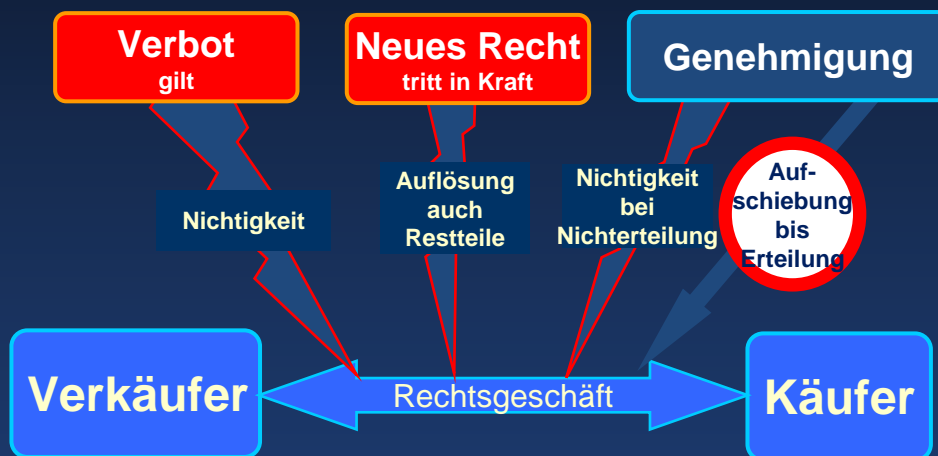 Verbot
gilt
Neues Recht
tritt in Kraft
Genehmigung
Nichtigkeit
Auflösung
auch
Restteile
Nichtigkeit
bei
Nichterteilung
Auf-
schiebung
bis
Erteilung
Verkäufer
Rechtsgeschäft
Käufer